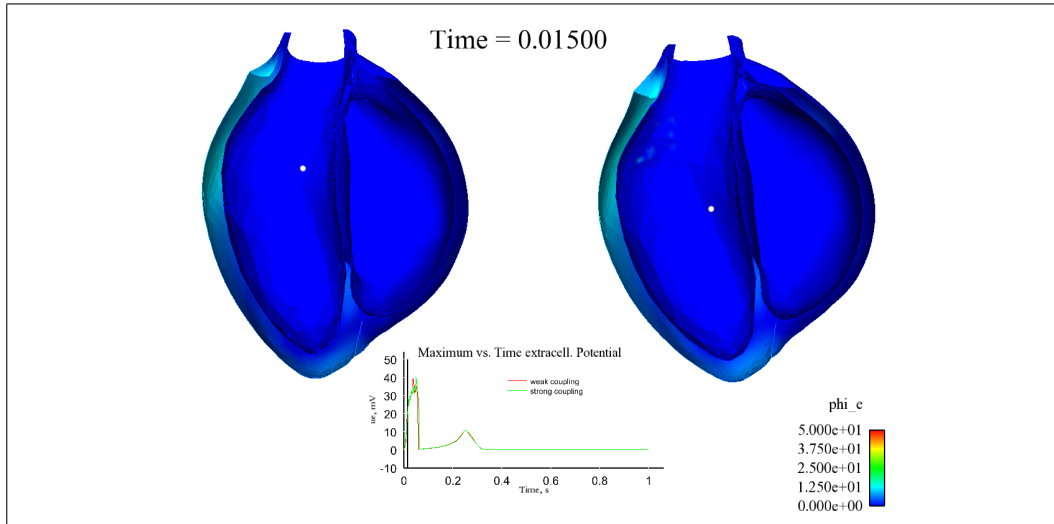 Time = 0.01500
Maximum vs. Time extracell. Potential
50
40
30
20
10
0
-10
ue, mV
weak coupling
strong coupling
0
0.2
0.4
0.6
0.8
1
Time, s
phi_e
5.000e+01
3.750e+01
2.500e+01
1.250e+01
0.000e+00